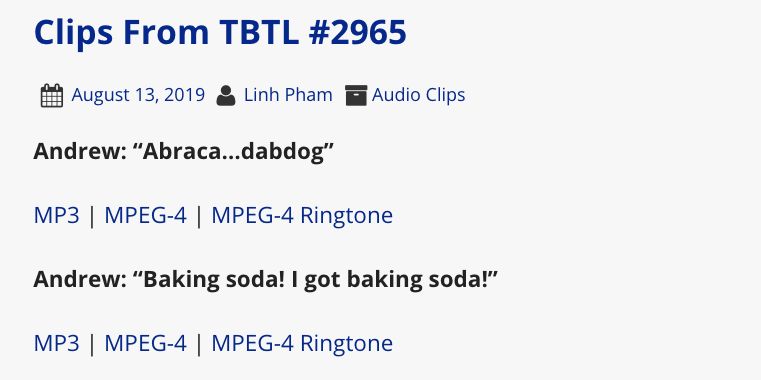 Clips From TBTL #2965
August 13, 2019 Linh Pham Audio Clips
Andrew: “Abraca…dabdog”
MP3 | MPEG-4 | MPEG-4 Ringtone
Andrew: “Baking soda! I got baking soda!”
MP3 | MPEG-4 | MPEG-4 Ringtone